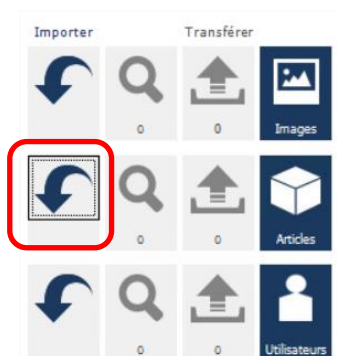 Importer Transférer
0 0 Images
0 0 Articles
0 0 Utilisateurs